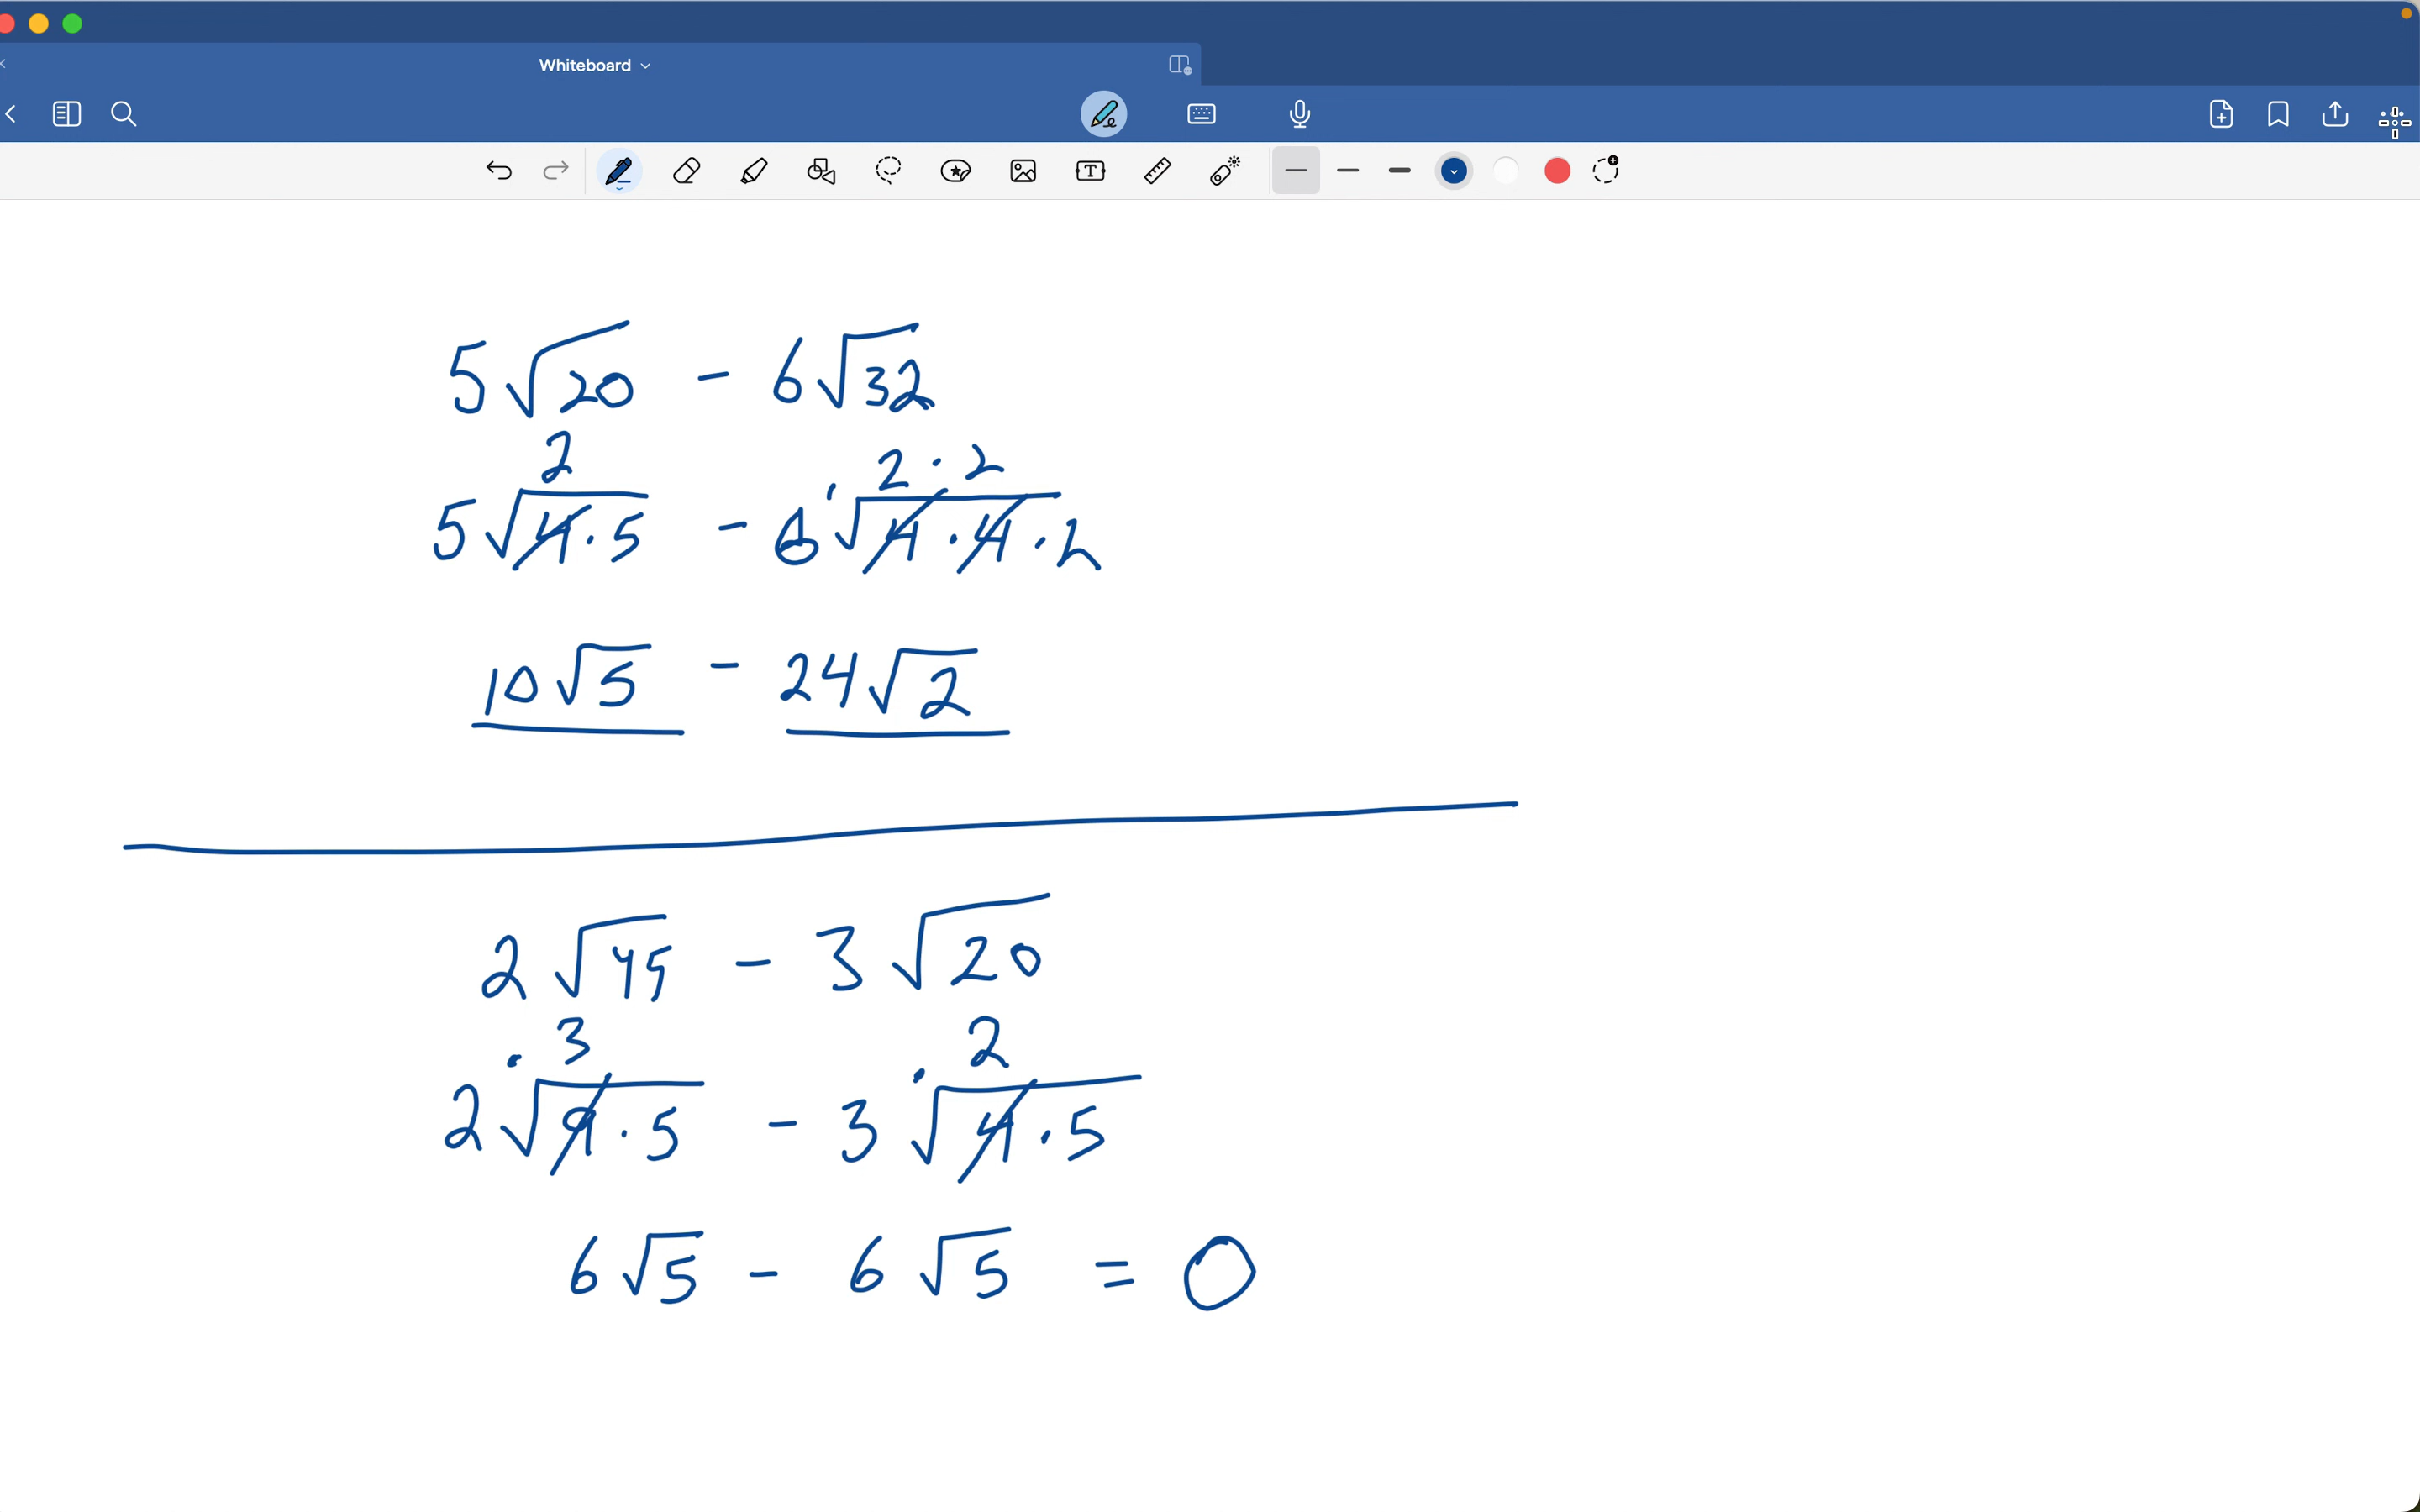 Whiteboard
5√20 - 6√32
2 2 · 2
5√4·5 - 6·√4·4·2
10√5 - 24√2
2√45 - 3√20
· 3 · 2
2√9·5 - 3√4·5
6√5 - 6√5 = 0